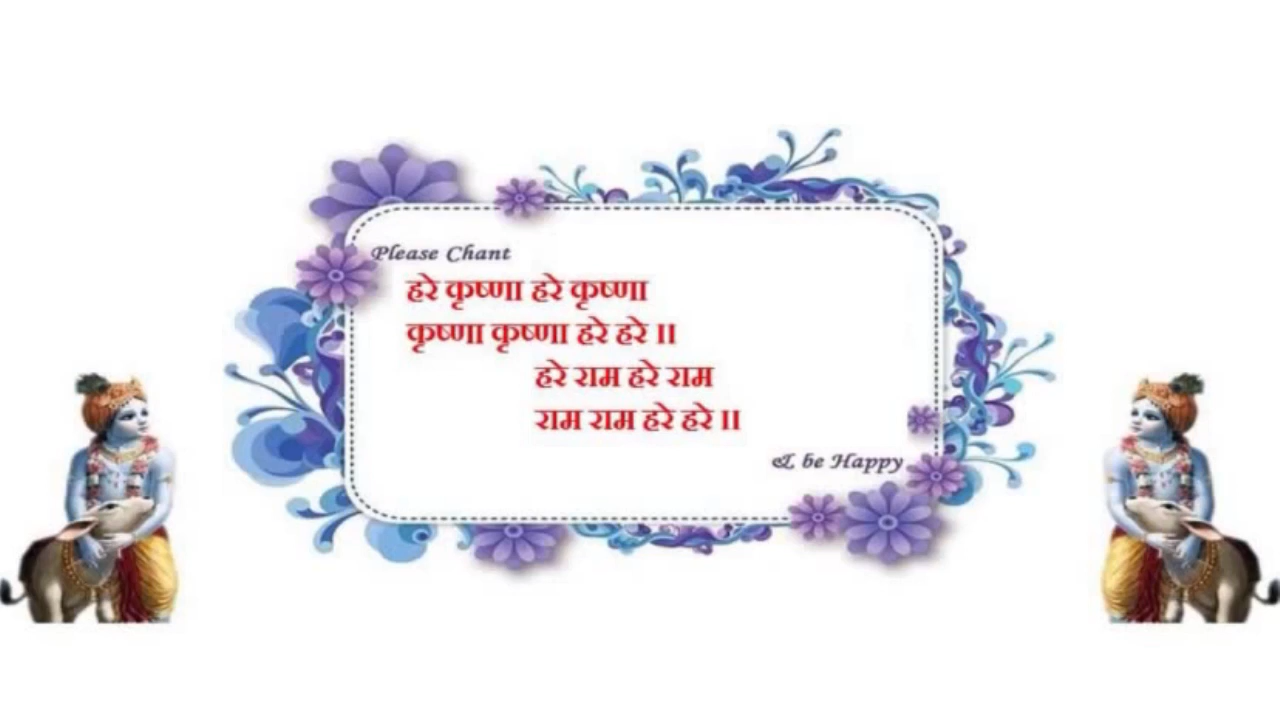 Please Chant
हरे कृष्णा हरे कृष्णा
कृष्णा कृष्णा हरे हरे ।।
हरे राम हरे राम
राम राम हरे हरे ।।
& be Happy